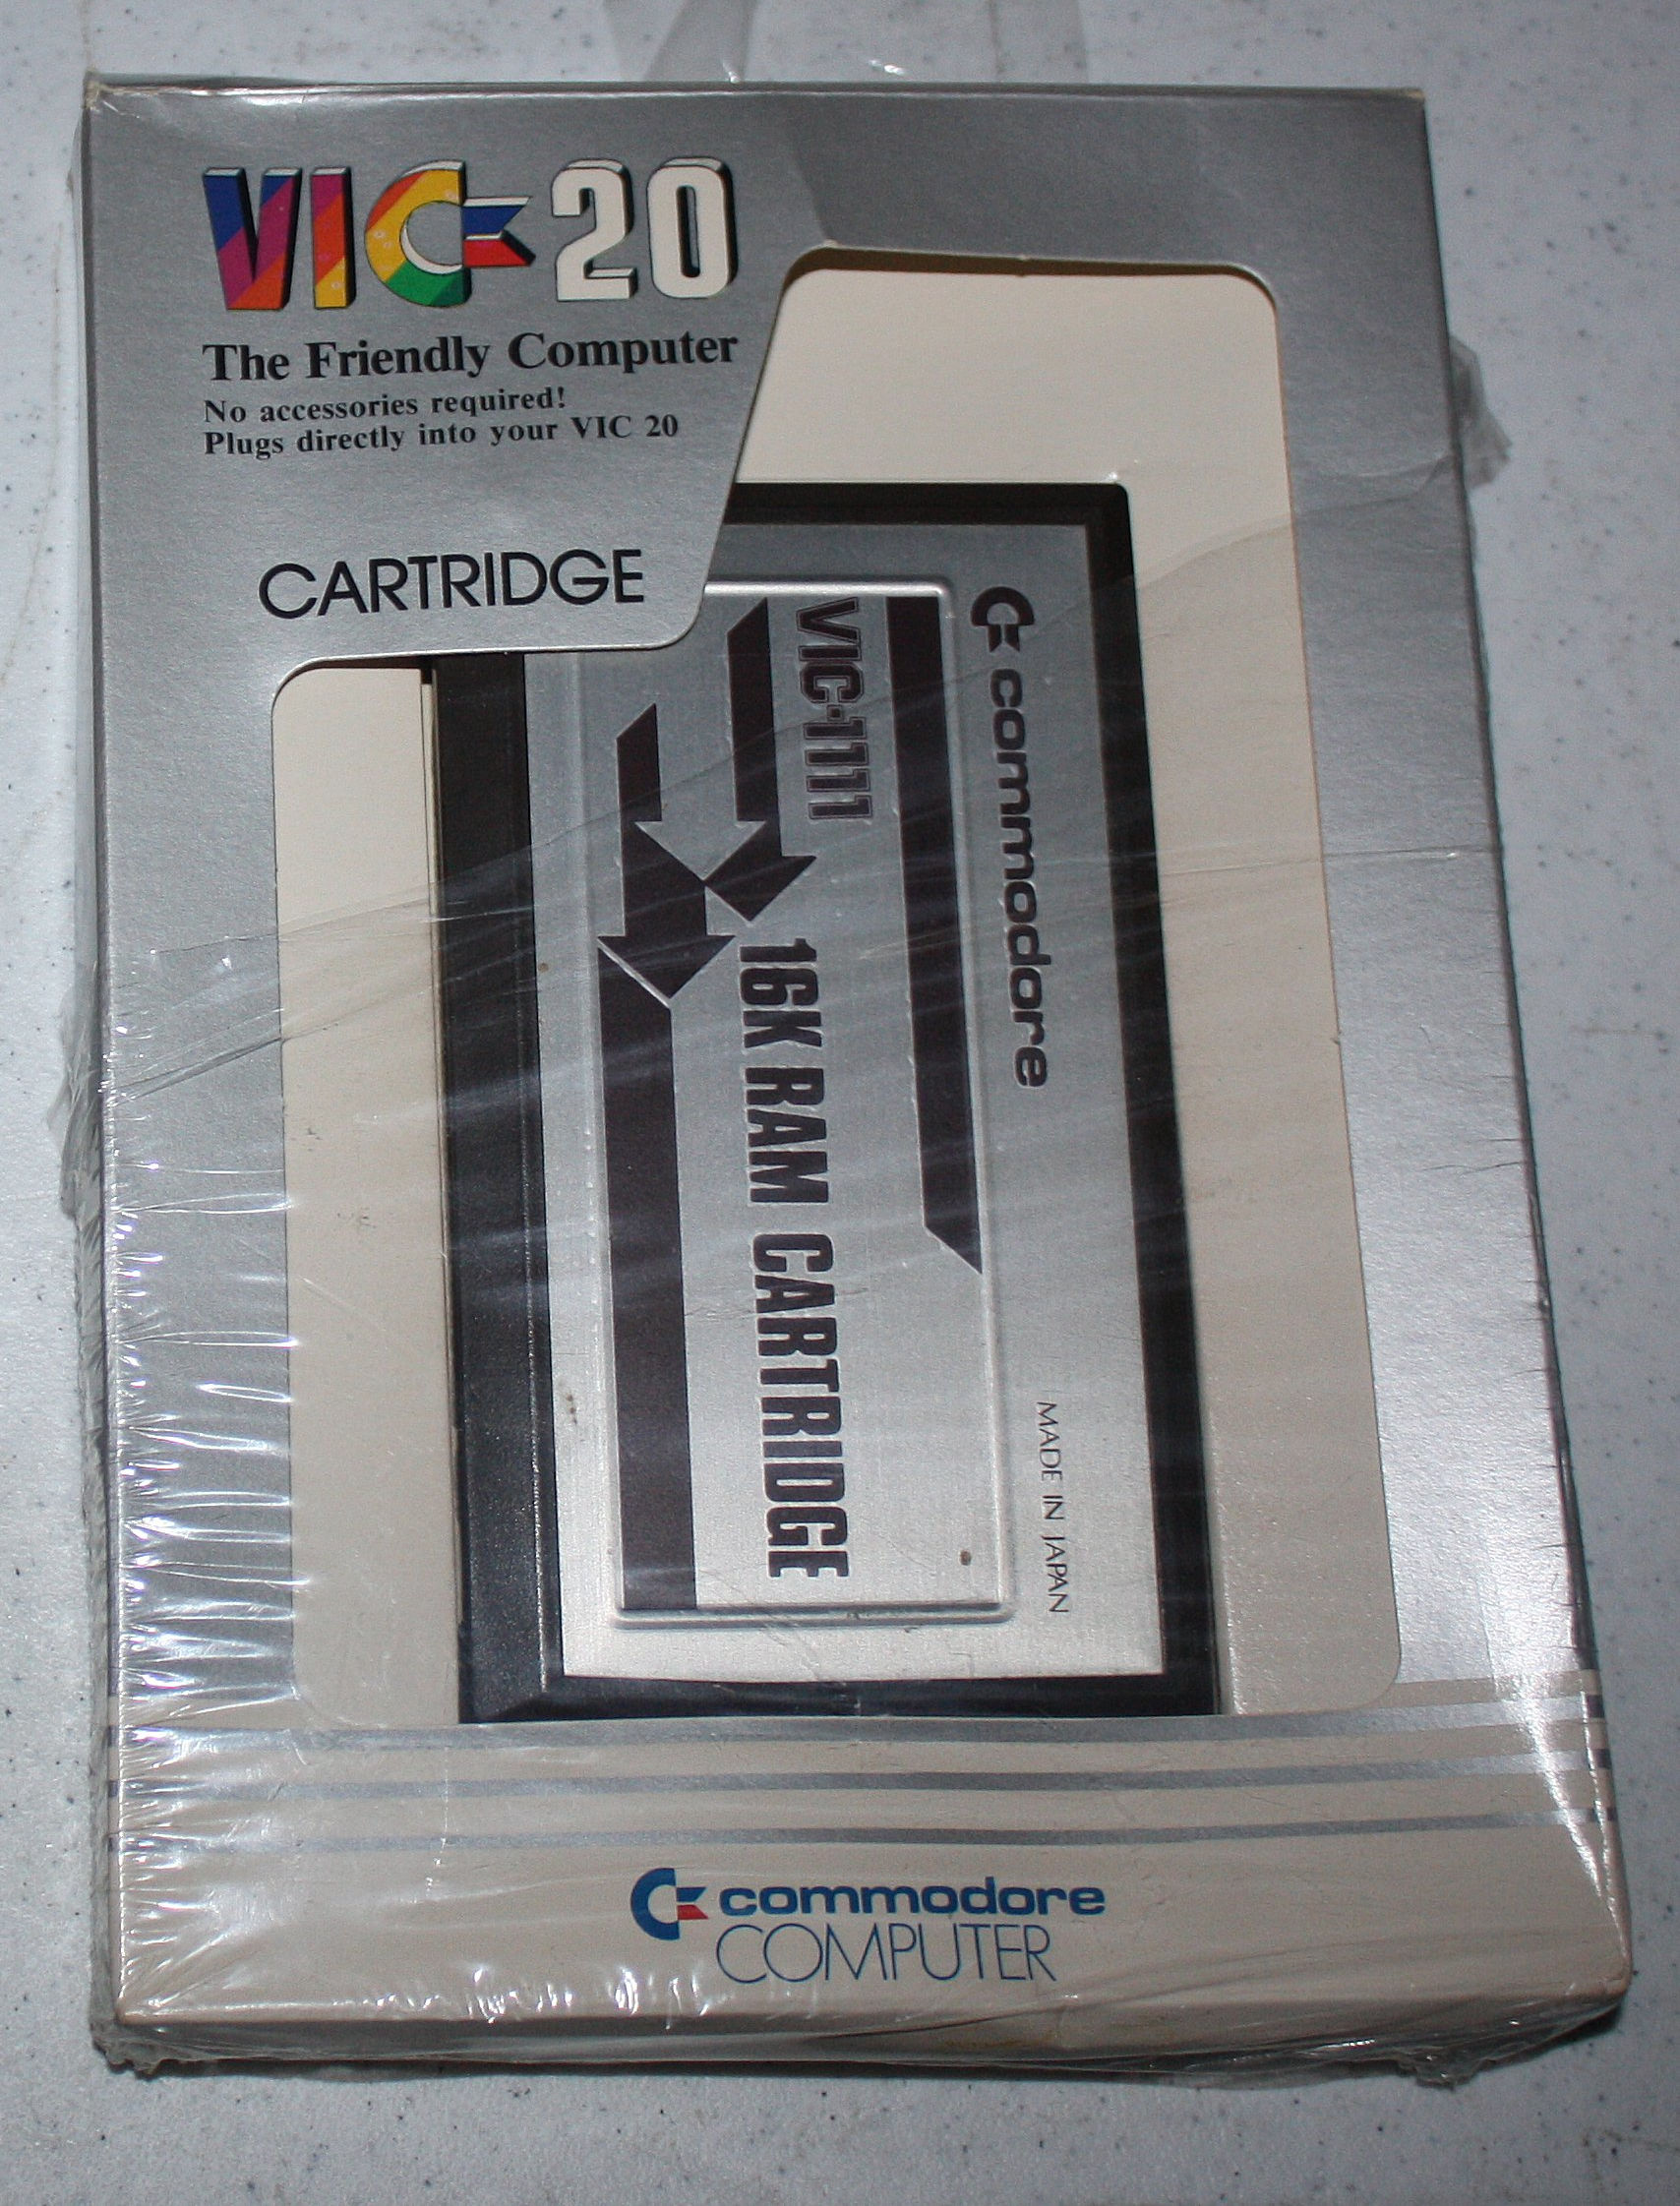 VIC 20
The Friendly Computer
No accessories required!
Plugs directly into your VIC 20
CARTRIDGE
commodore
VIC-1111
16K RAM CARTRIDGE
MADE IN JAPAN
commodore
COMPUTER